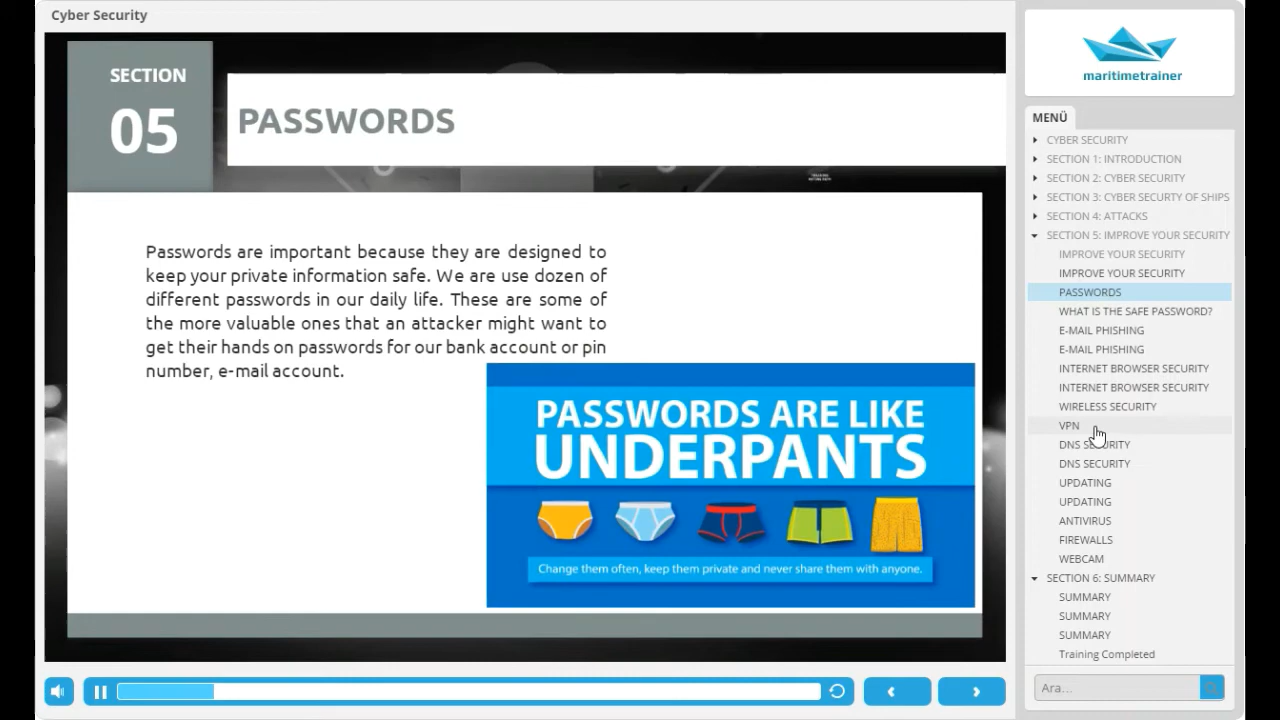 Cyber Security
SECTION
05
PASSWORDS
Passwords are important because they are designed to
keep your private information safe. We are use dozen of
different passwords in our daily life. These are some of
the more valuable ones that an attacker might want to
get their hands on passwords for our bank account or pin
number, e-mail account.
PASSWORDS ARE LIKE
UNDERPANTS
Change them often, keep them private and never share them with anyone.
maritimetrainer
MENÜ
CYBER SECURITY
SECTION 1: INTRODUCTION
SECTION 2: CYBER SECURITY
SECTION 3: CYBER SECURTY OF SHIPS
SECTION 4: ATTACKS
SECTION 5: IMPROVE YOUR SECURITY
IMPROVE YOUR SECURITY
IMPROVE YOUR SECURITY
PASSWORDS
WHAT IS THE SAFE PASSWORD?
E-MAIL PHISHING
E-MAIL PHISHING
INTERNET BROWSER SECURITY
INTERNET BROWSER SECURITY
WIRELESS SECURITY
VPN
DNS SECURITY
DNS SECURITY
UPDATING
UPDATING
ANTIVIRUS
FIREWALLS
WEBCAM
SECTION 6: SUMMARY
SUMMARY
SUMMARY
SUMMARY
Training Completed
Ara...